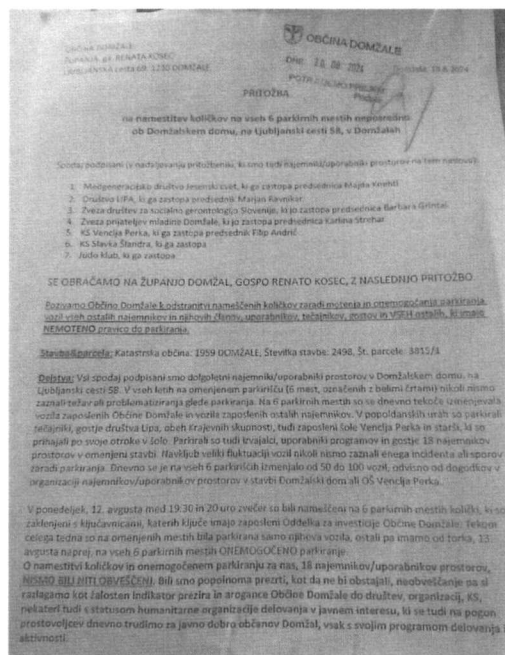 OBČINA DOMŽALE
ŽUPANJA, ga. RENATA KOSEC
LJUBLJANSKA cesta 69, 1230 DOMŽALE
OBČINA DOMŽALE
Dne: 2024
PRITOŽBA
na namestitev količkov na vseh 6 parkirnih mestih neposredno
ob Domžalskem domu, na Ljubljanski cesti 58, v Domžalah
Spodaj podpisani (v nadaljevanju pritožbeniki, ki smo tudi najemniki/uporabniki prostorov na tem naslovu):
1. Medgeneracijsko društvo Jesenski cvet, ki ga zastopa predsednica Majda
2. Društvo LIPA, ki ga zastopa predsednik Marjan Ravnikar
3. Zveza društev za socialno gerontologijo Slovenije, ki jo zastopa predsednica Barbara
4. Zveza prijateljev mladine Domžale, ki jo zastopa predsednica Karlina Strehar
5. KS Venclja Perka, ki ga zastopa predsednik Filip Andrić
6. KS Slavka Šlandra, ki ga zastopa
7. Judo klub, ki ga zastopa
SE OBRAČAMO NA ŽUPANJO DOMŽAL, GOSPO RENATO KOSEC, Z NASLEDNJO PRITOŽBO
Pozivamo Občino Domžale k odstranitvi nameščenih količkov zaradi motenja in onemogočanja parkiranja
vozil vseh ostalih najemnikov in njihovih članov, uporabnikov, tečajnikov, gostov in VSEH ostalih, ki imajo
NEMOTENO pravico do parkiranja.
Stavba&parcela: Katastrska občina: 1959 DOMŽALE, Številka stavbe: 2498, Št. parcele: 3815/1
Dejstva: Vsi spodaj podpisani smo dolgoletni najemniki/uporabniki prostorov v Domžalskem domu, na
Ljubljanski cesti 58. V vseh letih na omenjenem parkirišču (6 mest, označenih z belimi črtami) nikoli nismo
zaznali težav ali problematiziranja glede parkiranja. Na 6 parkirnih mestih so se dnevno tekoče izmenjevala
vozila zaposlenih Občine Domžale in vozila zaposlenih ostalih najemnikov. V popoldanskih urah so parkirali
tečajniki, gostje društva Lipa, obeh Krajevnih skupnosti, tudi zaposleni šole Venclja Perka in starši, ki so
prihajali po svoje otroke v šolo. Parkirali so tudi izvajalci, uporabniki programov in gostje 18 najemnikov
prostorov v omenjeni stavbi. Navkljub veliki fluktuaciji vozil nikoli nismo zaznali enega incidenta ali sporov
zaradi parkiranja. Dnevno se je na vseh 6 parkiriščih izmenjalo od 50 do 100 vozil, odvisno od dogodkov v
organizaciji najemnikov/uporabnikov prostorov v stavbi Domžalski dom ali OŠ Venclja Perka.
V ponedeljek, 12. avgusta med 19:30 in 20 uro zvečer so bili nameščeni na 6 parkirnih mestih količki, ki so
zaklenjeni s ključavnicami, katerih ključe imajo zaposleni Oddelka za investicije Občine Domžale. Tekom
celega tedna so na omenjenih mestih bila parkirana samo njihova vozila, ostali pa imamo od torka, 13.
avgusta naprej, na vseh 6 parkirnih mestih ONEMOGOČENO parkiranje.
O namestitvi količkov in onemogočenem parkiranju za nas, 18 najemnikov/uporabnikov prostorov,
NISMO BILI NITI OBVEŠČENI. Bili smo popolnoma prezrti, kot da ne bi obstajali, neobveščanje pa si
razlagamo kot žalosten indikator prezira in arogance Občine Domžale do društev, organizacij, KS,
nekateri tudi s statusom humanitarne organizacije delovanja v javnem interesu, ki se tudi na pogon
prostovoljcev dnevno trudimo za javno dobro občanov Domžal, vsak s svojim programom delovanja i
aktivnosti.